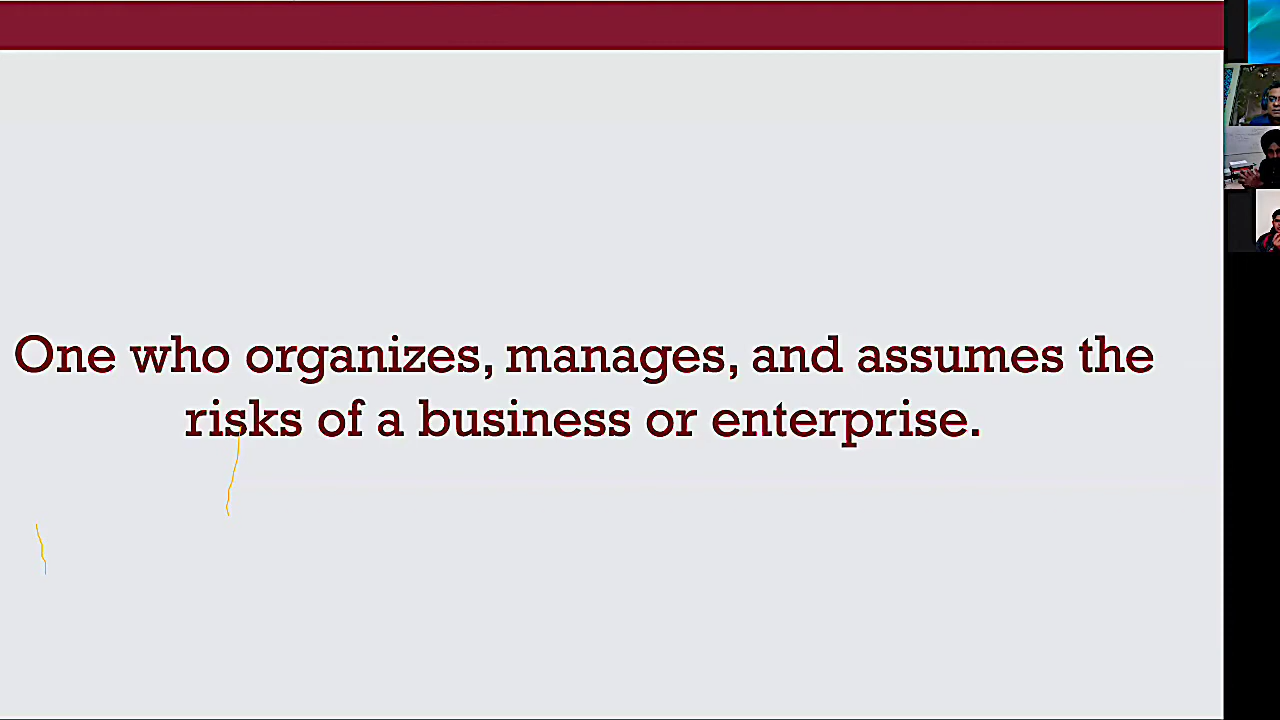 One who organizes, manages, and assumes the
risks of a business or enterprise.